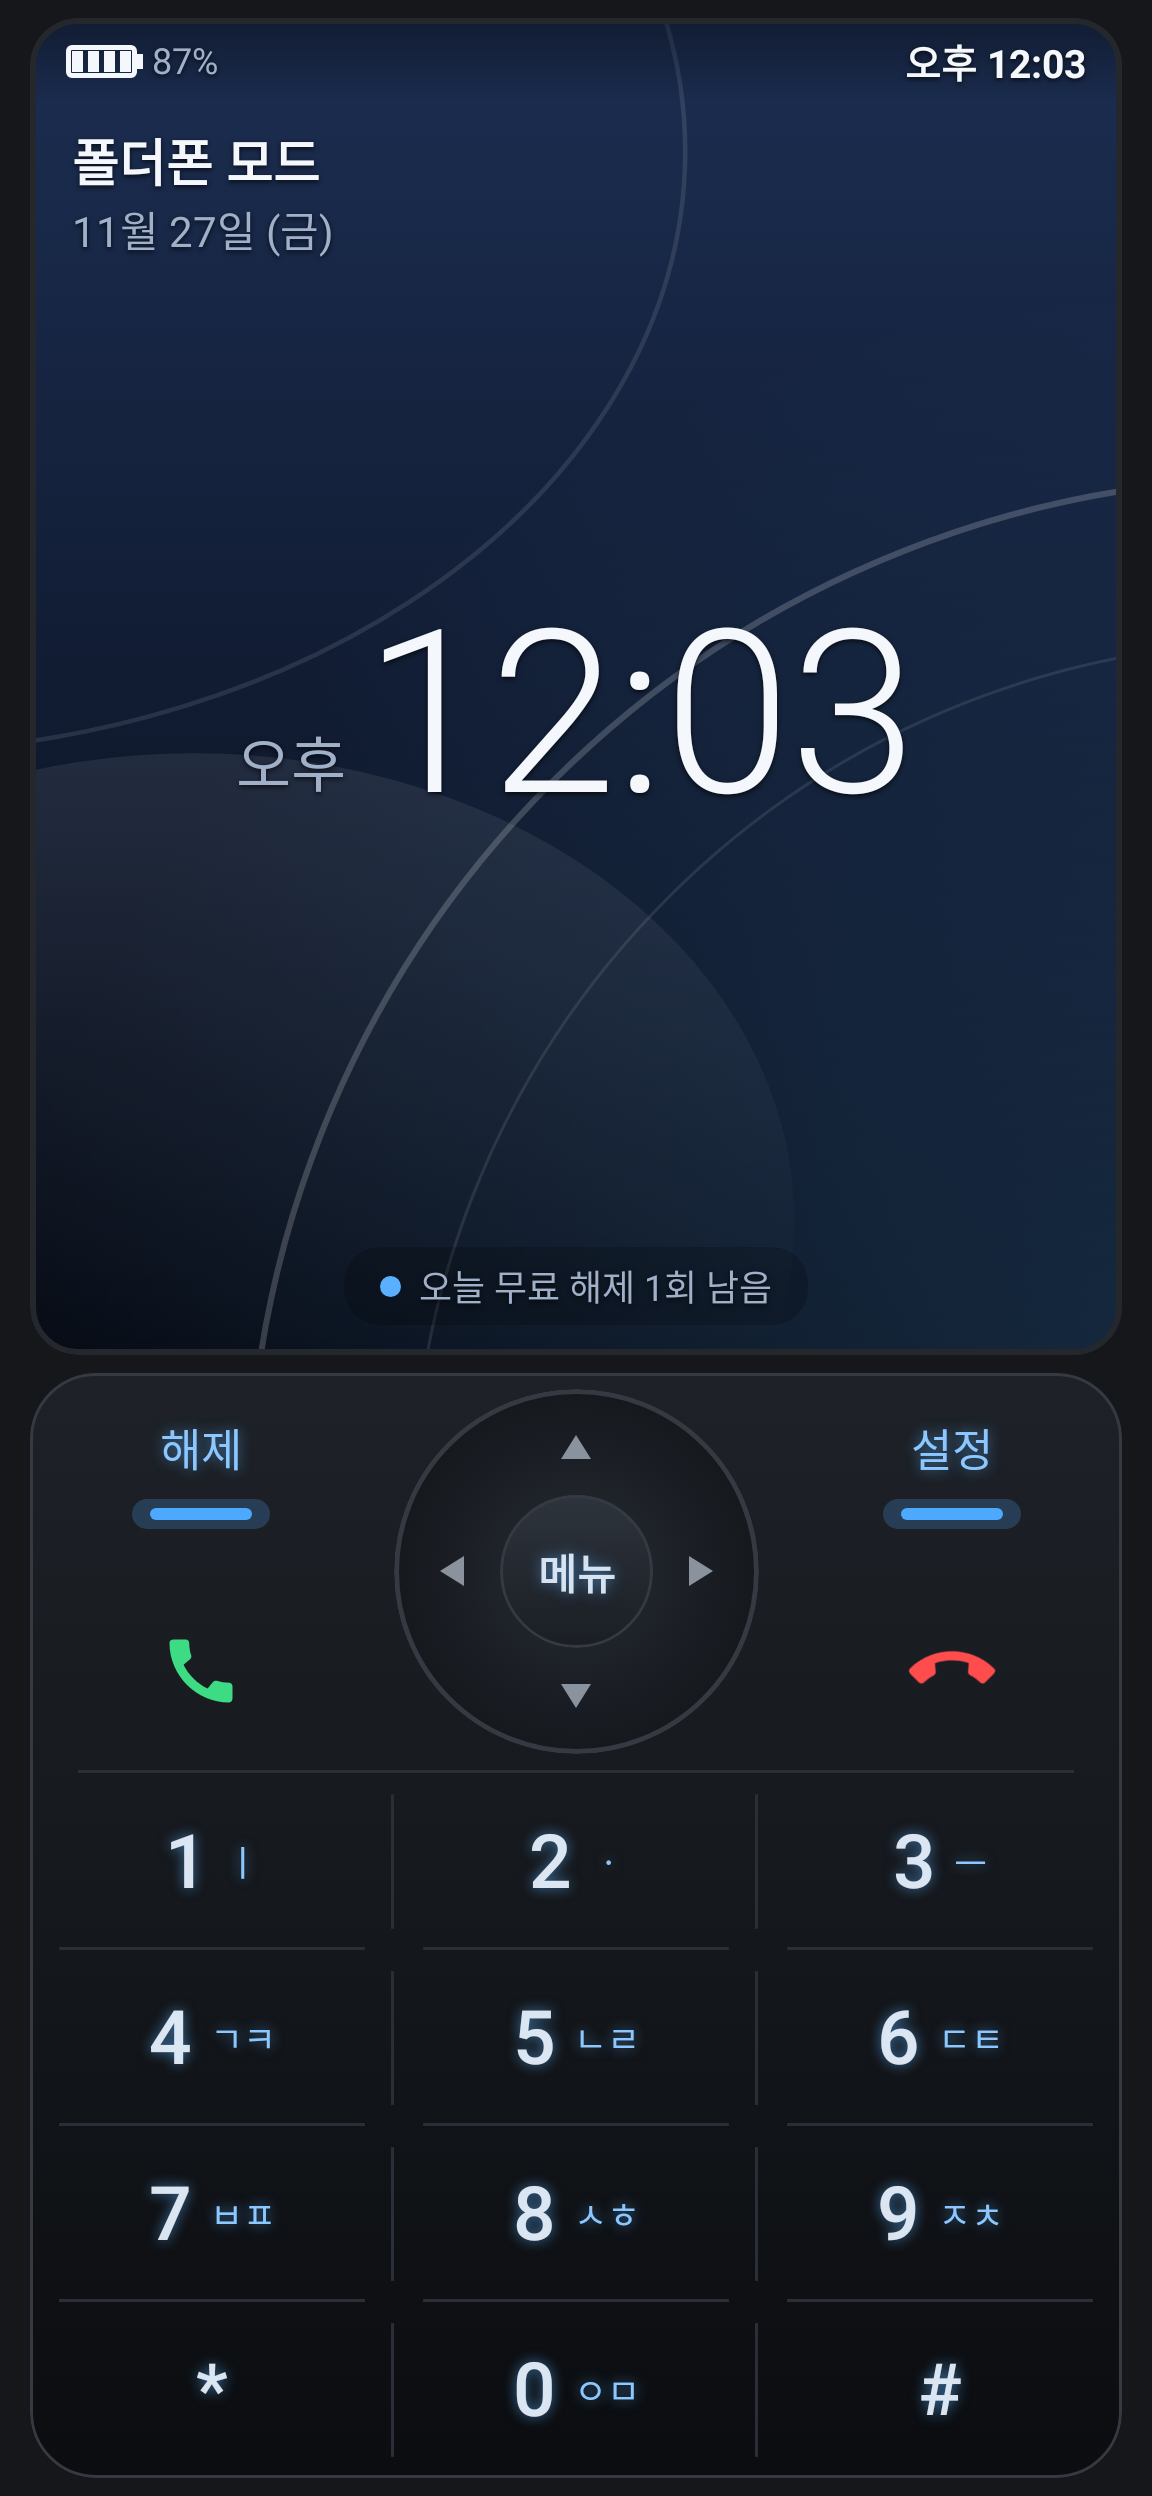 87%
오후 12:03
폴더폰 모드
11월 27일 (금)
오후 12:03
오늘 무료 해제 1회 남음
해제
설정
메뉴
1 ㅣ
2 ·
3 ㅡ
4 ㄱㅋ
5 ㄴㄹ
6 ㄷㅌ
7 ㅂㅍ
8 ㅅㅎ
9 ㅈㅊ
*
0 ㅇㅁ
#